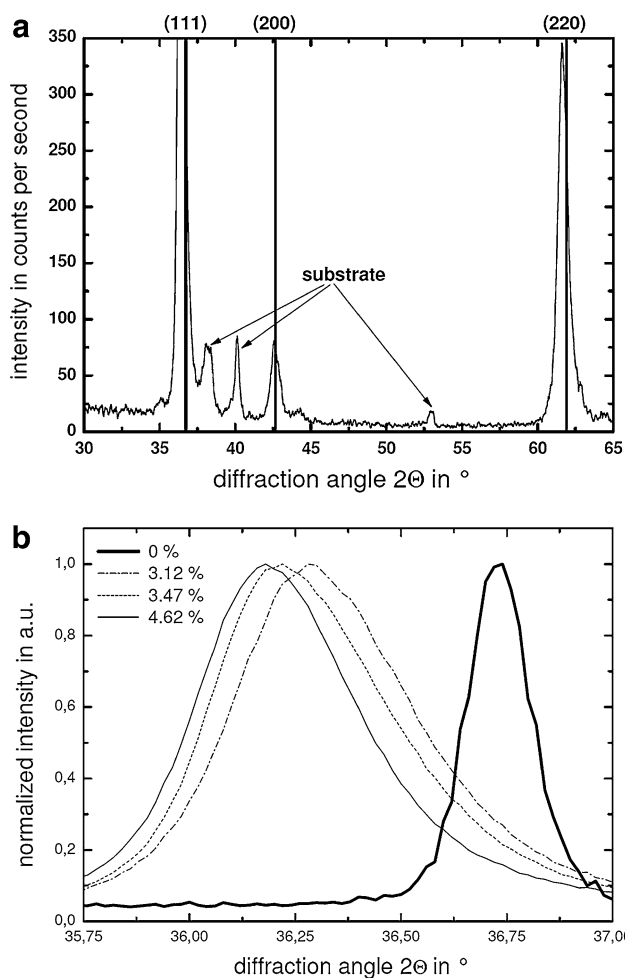 a
(111) (200) (220)
350
300
250
200
150
100
50
0
substrate
intensity in counts per second
30 35 40 45 50 55 60 65
diffraction angle 2Θ in °
b
0 %
3.12 %
3.47 %
4.62 %
1,0
0,8
0,6
0,4
0,2
0,0
normalized intensity in a.u.
35,75 36,00 36,25 36,50 36,75 37,00
diffraction angle 2Θ in °